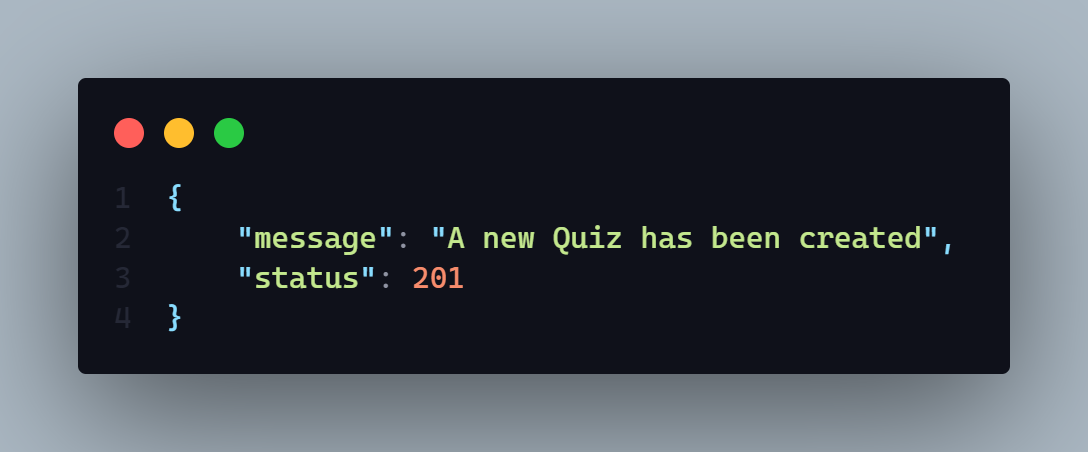 1 {
2     "message": "A new Quiz has been created",
3     "status": 201
4 }